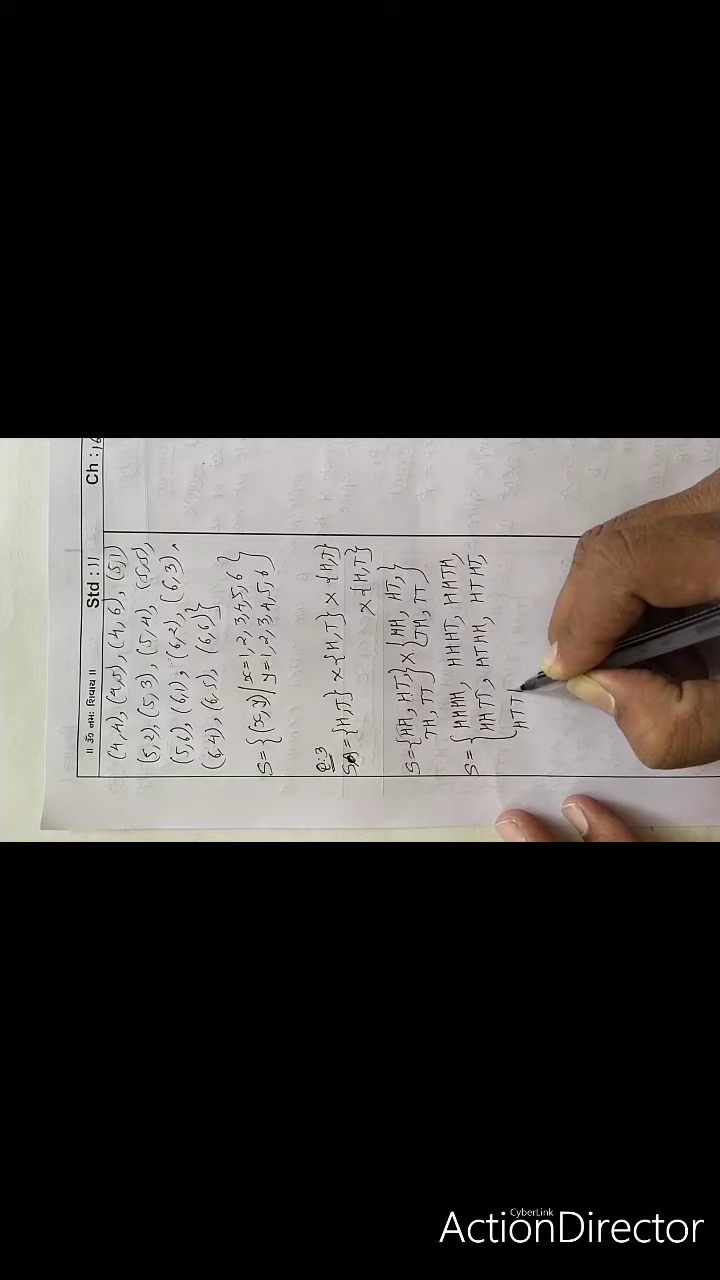 ॥ ॐ नमः शिवाय ॥ Std : 11 Ch : 16
(4,4), (4,5), (4,6), (5,1)
(5,2), (5,3), (5,4), (5,5),
(5,6), (6,1), (6,2), (6,3),
(6,4), (6,5), (6,6)}
S={(x,y)/x=1,2,3,4,5,6
y=1,2,3,4,5,6}
Q:3
S={H,T}×{H,T}×{H,T}
×{H,T}
S={HH, HT,}×{HH, HT,}
TH, TT TH, TT
S={HHHH, HHHT, HHTH,
HHTT, HTHH, HTHT,
HTT
CyberLink
ActionDirector